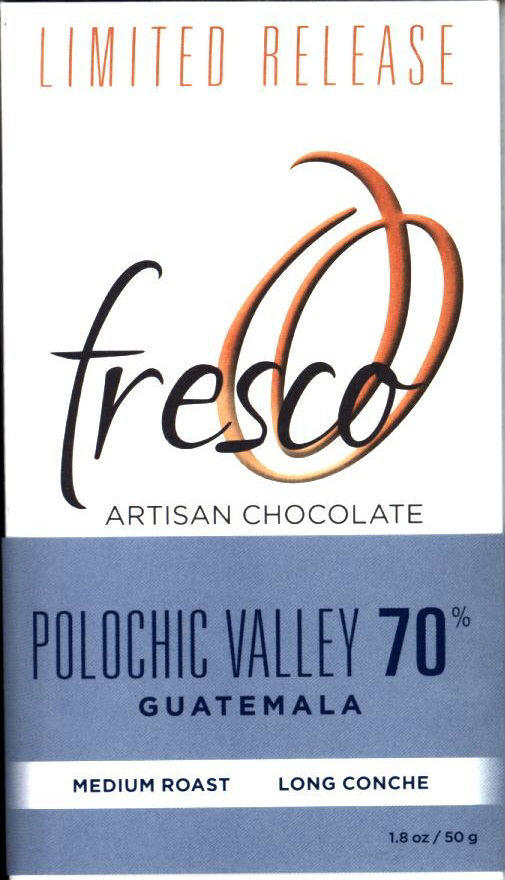 LIMITED RELEASE
fresco
ARTISAN CHOCOLATE
POLOCHIC VALLEY 70%
GUATEMALA
MEDIUM ROAST LONG CONCHE
1.8 oz / 50 g